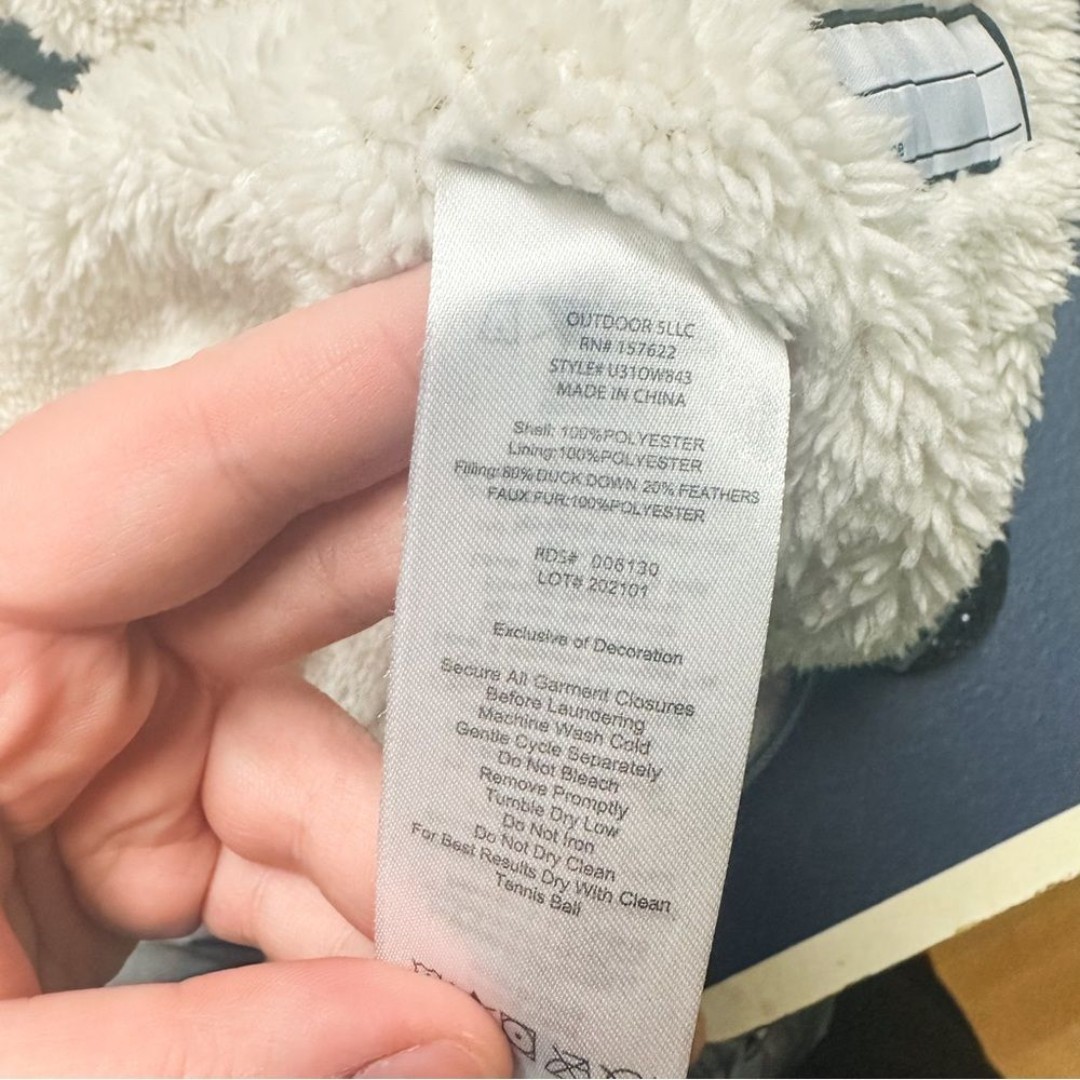 OUTDOOR 5LLC
RN# 157622
STYLE# U31OW843
MADE IN CHINA
Shell: 100%POLYESTER
Lining:100%POLYESTER
Filling:80% DUCK DOWN 20% FEATHERS
FAUX FUR:100%POLYESTER
RDS# 006130
LOT# 202101
Exclusive of Decoration
Secure All Garment Closures
Before Laundering
Machine Wash Cold
Gentle Cycle Separately
Do Not Bleach
Remove Promptly
Tumble Dry Low
Do Not Iron
Do Not Dry Clean
For Best Results Dry With Clean
Tennis Ball